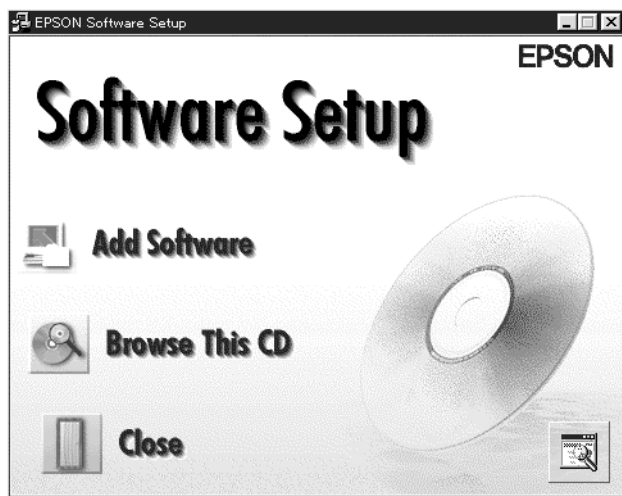 EPSON Software Setup
EPSON
Software Setup
Add Software
Browse This CD
Close